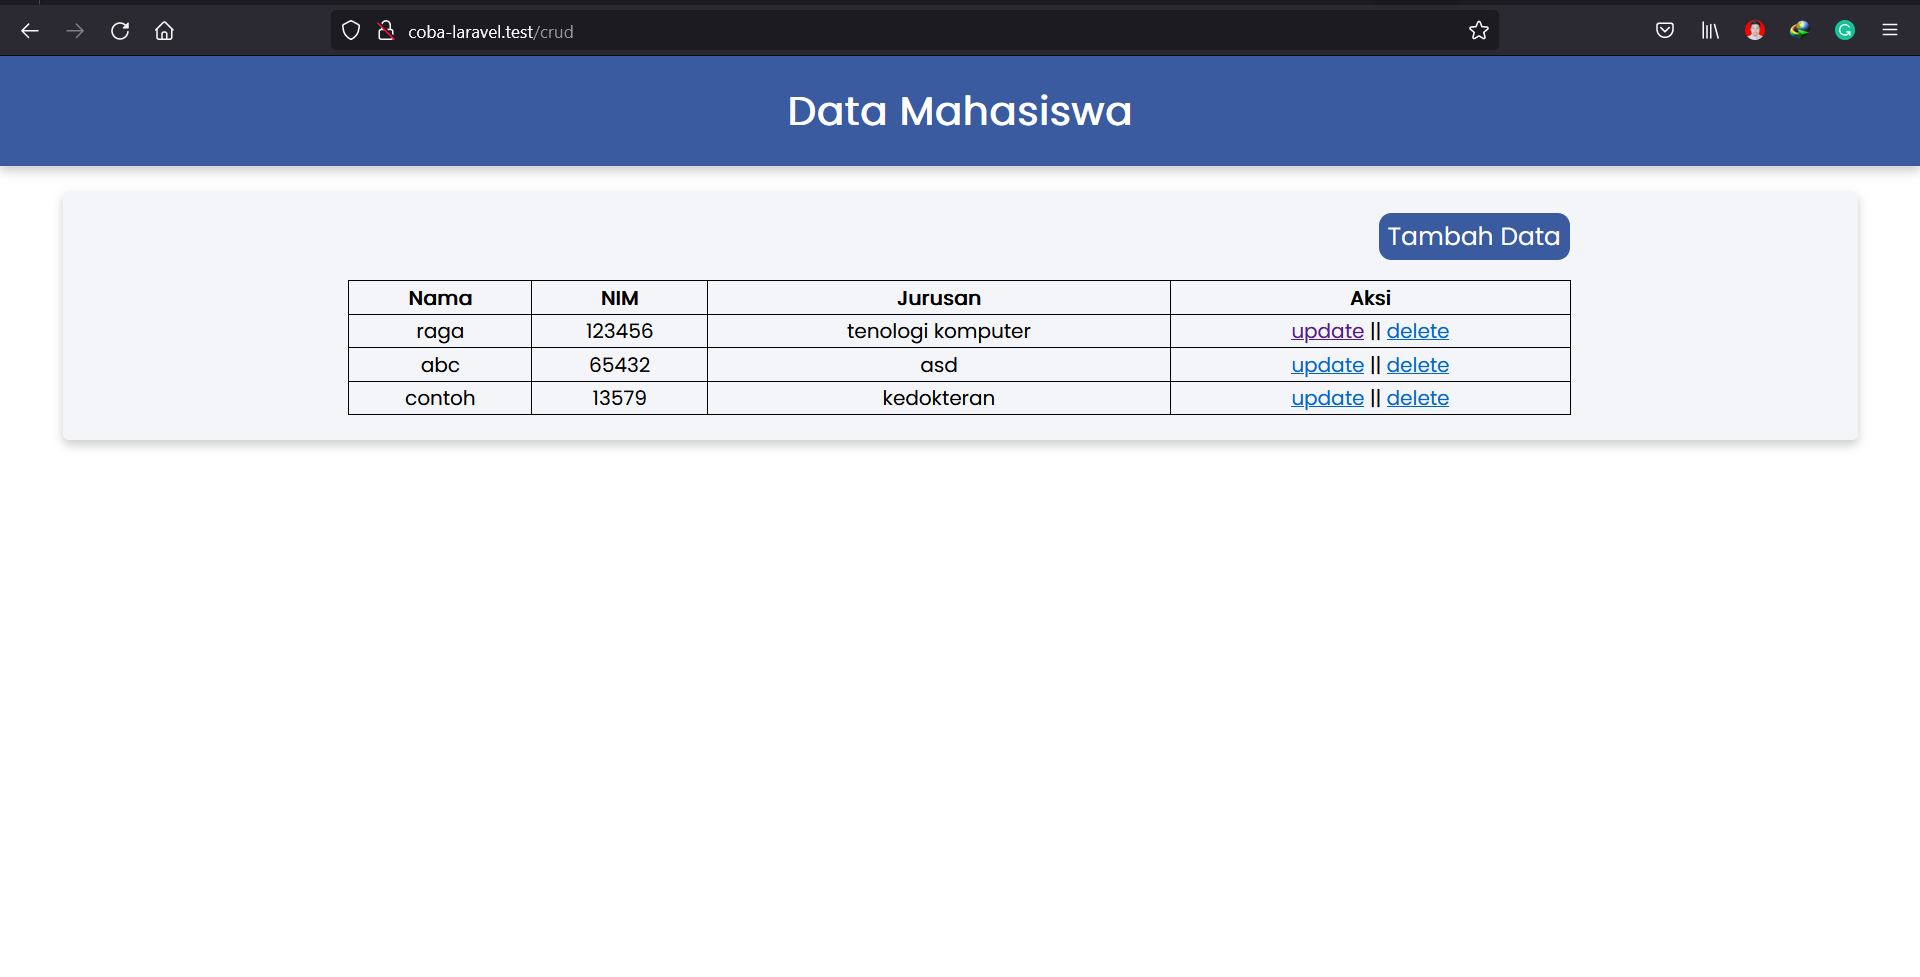 coba-laravel.test/crud
Data Mahasiswa
Tambah Data
Nama NIM Jurusan Aksi
raga 123456 tenologi komputer update || delete
abc 65432 asd update || delete
contoh 13579 kedokteran update || delete